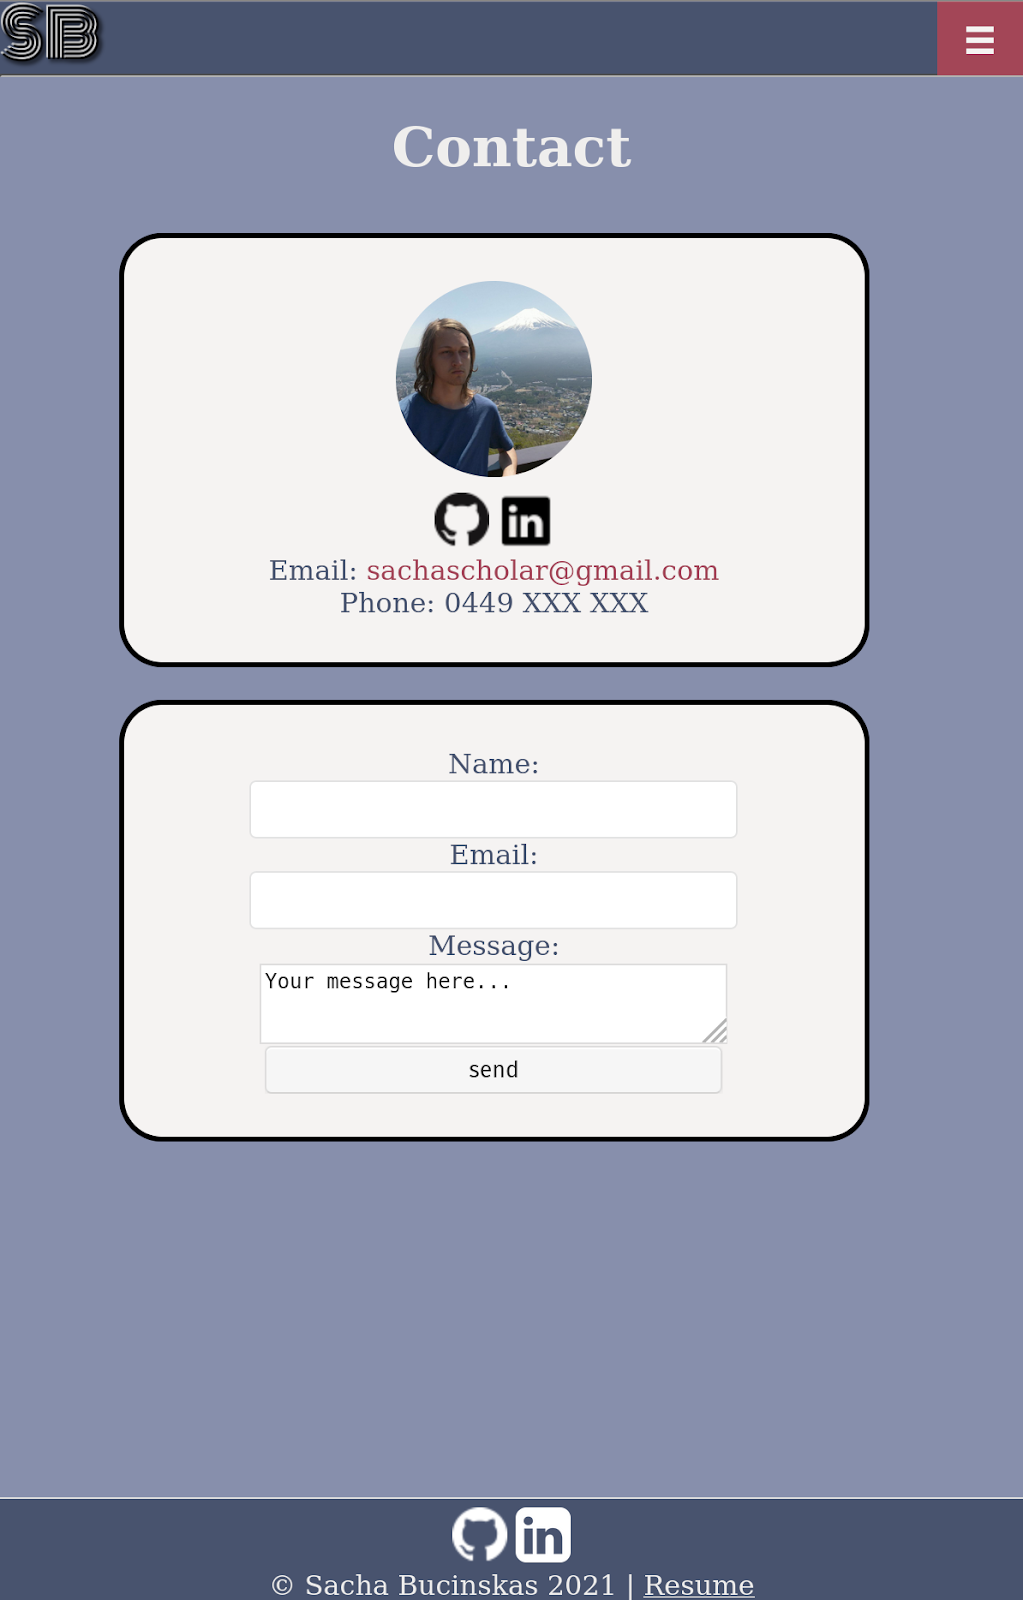 SB
Contact
in
Email: sachascholar@gmail.com
Phone: 0449 XXX XXX
Name:
Email:
Message:
Your message here...
send
in
© Sacha Bucinskas 2021 | Resume